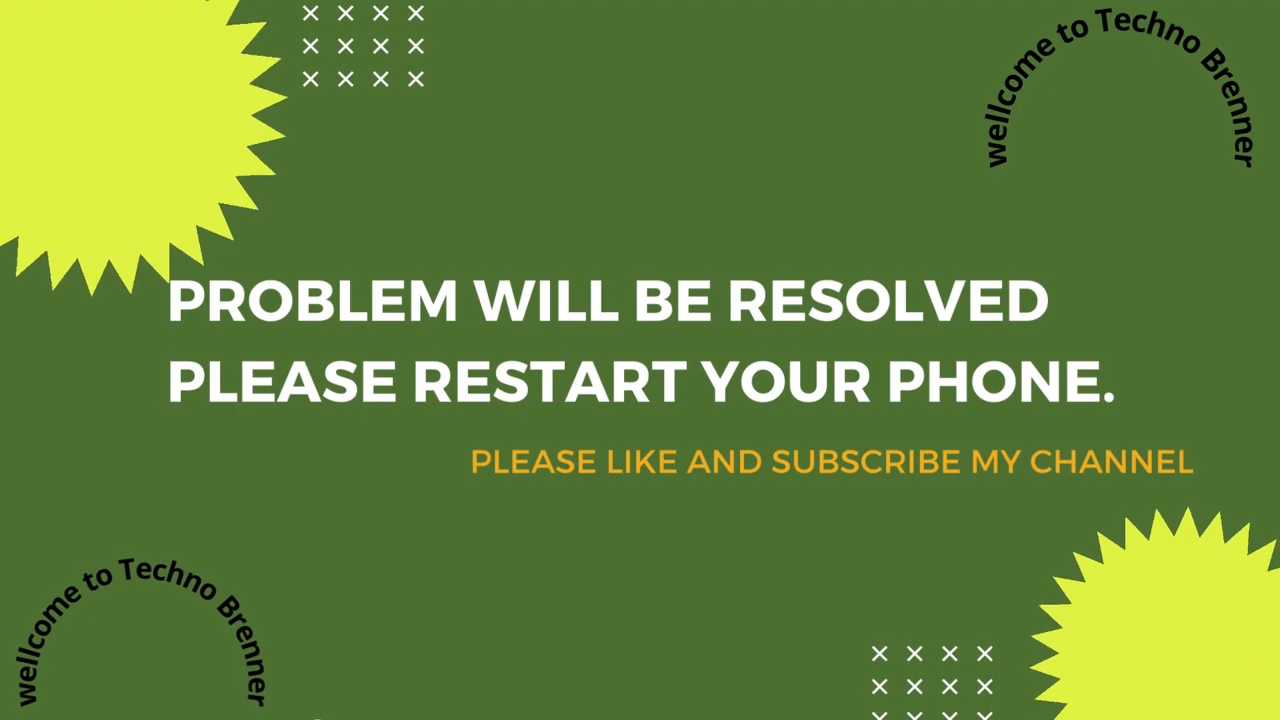 wellcome to Techno Brenner
PROBLEM WILL BE RESOLVED
PLEASE RESTART YOUR PHONE.
PLEASE LIKE AND SUBSCRIBE MY CHANNEL
wellcome to Techno Brenner